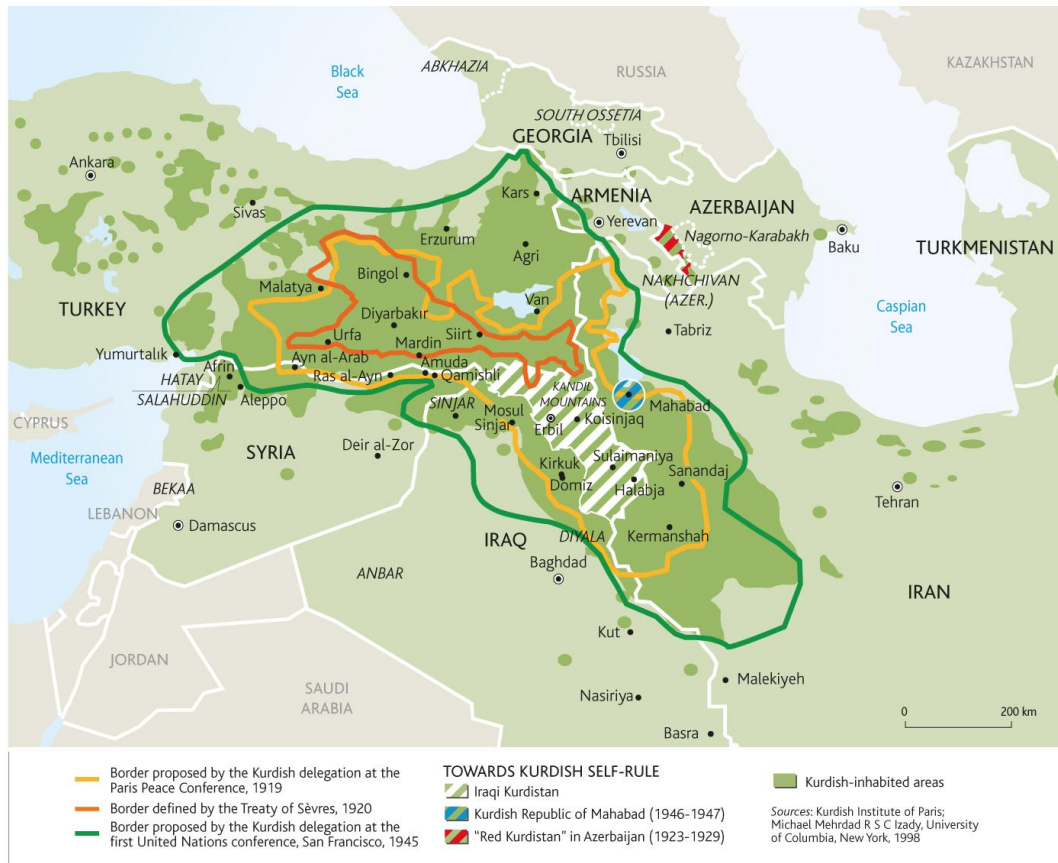 ABKHAZIA
RUSSIA
KAZAKHSTAN
Black
Sea
SOUTH OSSETIA
GEORGIA
Tbilisi
Ankara
Sivas
Kars
ARMENIA
Yerevan
AZERBAIJAN
Nagorno-Karabakh
Baku
TURKMENISTAN
Erzurum
Agri
NAKHCHIVAN
(AZER.)
Caspian
Sea
Bingol
Malatya
Van
TURKEY
Diyarbakır
Tabriz
Urfa
Siirt
Mardin
Yumurtalik
Ayn al-Arab
Amuda
Afrin
Ras al-Ayn
Qamishli
HATAY
SALAHUDDIN
Aleppo
KANDIL
MOUNTAINS
Mahabad
SINJAR
Mosul
Sinjar
Erbil
Koisinjaq
CYPRUS
SYRIA
Deir al-Zor
Mediterranean
Sea
Kirkuk
Domiz
Sulaimaniya
Halabja
Sanandaj
Tehran
BEKAA
LEBANON
Damascus
IRAQ
DIYALA
Kermanshah
Baghdad
ANBAR
IRAN
Kut
JORDAN
SAUDI
ARABIA
Nasiriya
Malekiyeh
Basra
0 200 km
Border proposed by the Kurdish delegation at the
Paris Peace Conference, 1919
Border defined by the Treaty of Sèvres, 1920
Border proposed by the Kurdish delegation at the
first United Nations conference, San Francisco, 1945
TOWARDS KURDISH SELF-RULE
Iraqi Kurdistan
Kurdish Republic of Mahabad (1946-1947)
“Red Kurdistan” in Azerbaijan (1923-1929)
Kurdish-inhabited areas
Sources: Kurdish Institute of Paris;
Michael Mehrdad R S C Izady, University
of Columbia, New York, 1998